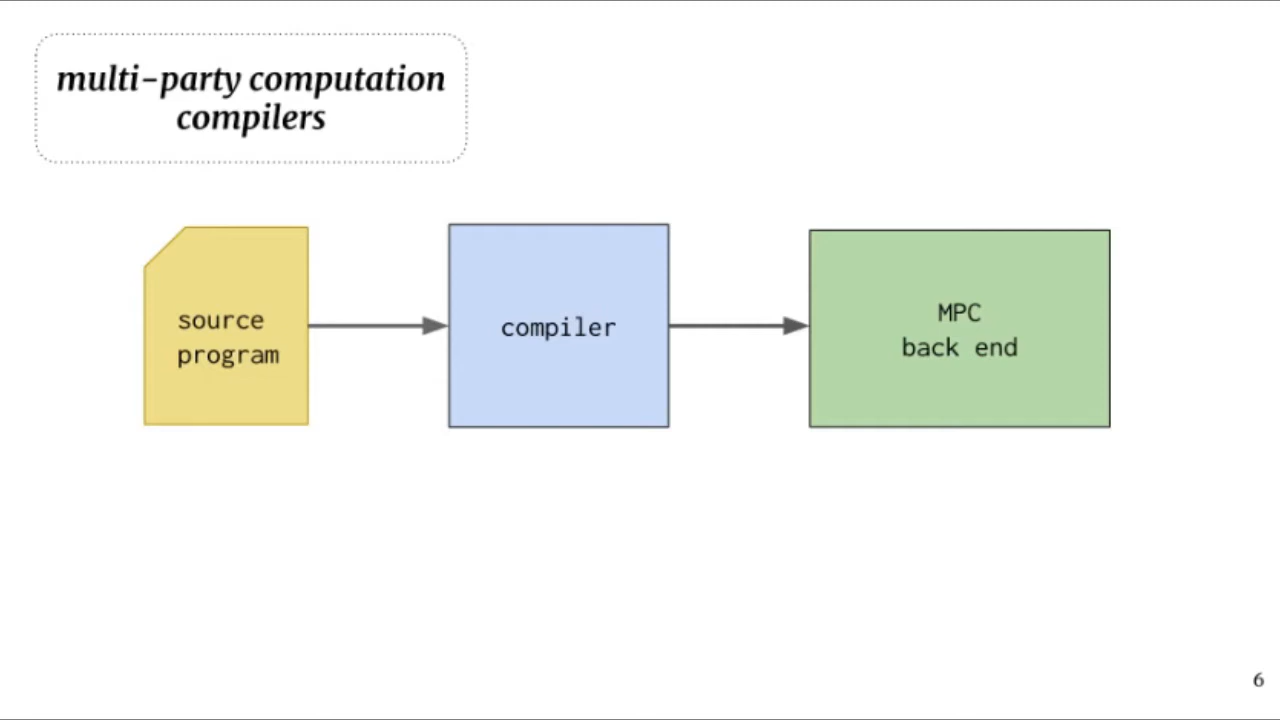 multi-party computation
compilers
source
program
compiler
MPC
back end
6